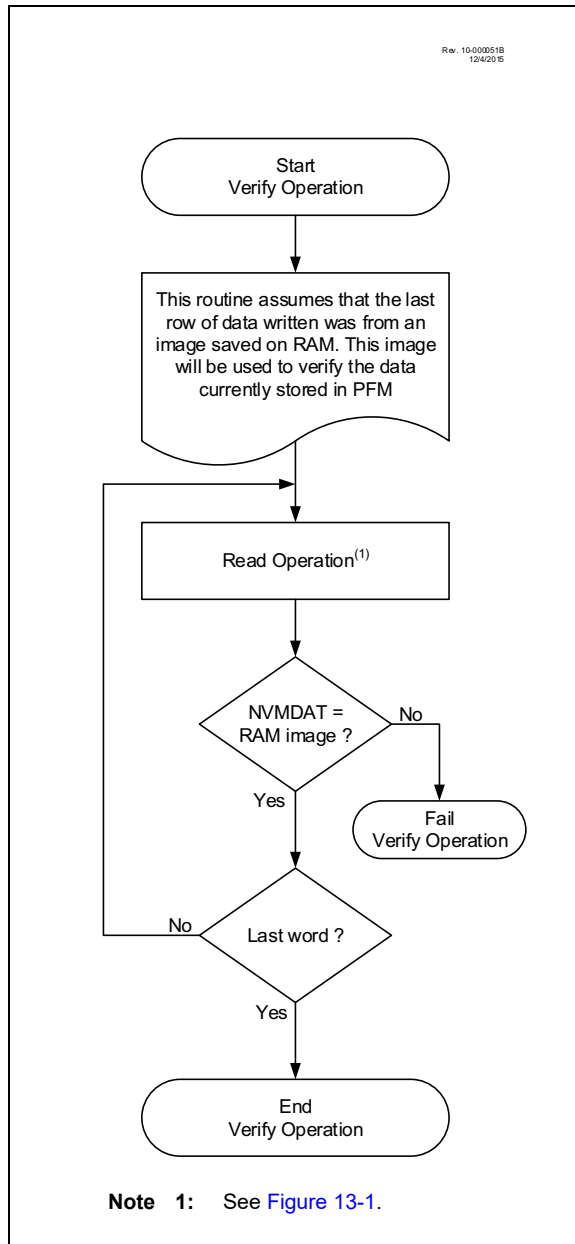 Rev. 10-000051B
12/4/2015
Start
Verify Operation
This routine assumes that the last
row of data written was from an
image saved on RAM. This image
will be used to verify the data
currently stored in PFM
Read Operation(1)
NVMDAT =
RAM image ?
No
Yes
Fail
Verify Operation
No
Last word ?
Yes
End
Verify Operation
Note 1: See Figure 13-1.